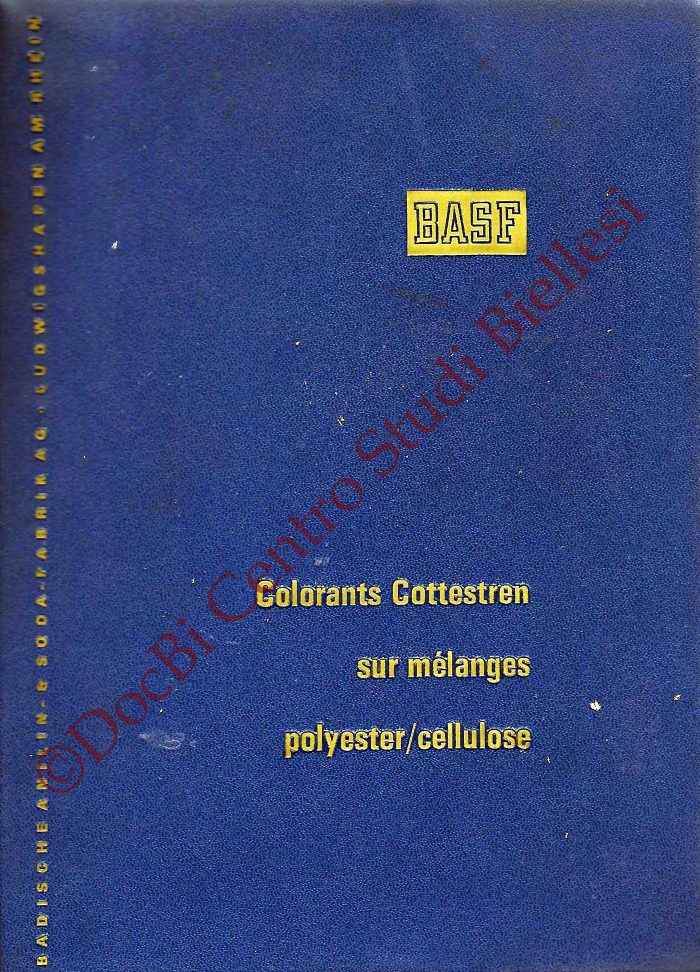 BASF
Colorants Cottestren
sur mélanges
polyester/cellulose
BADISCHE ANILIN- & SODA-FABRIK AG · LUDWIGSHAFEN AM RHEIN
©DocBi Centro Studi Biellesi